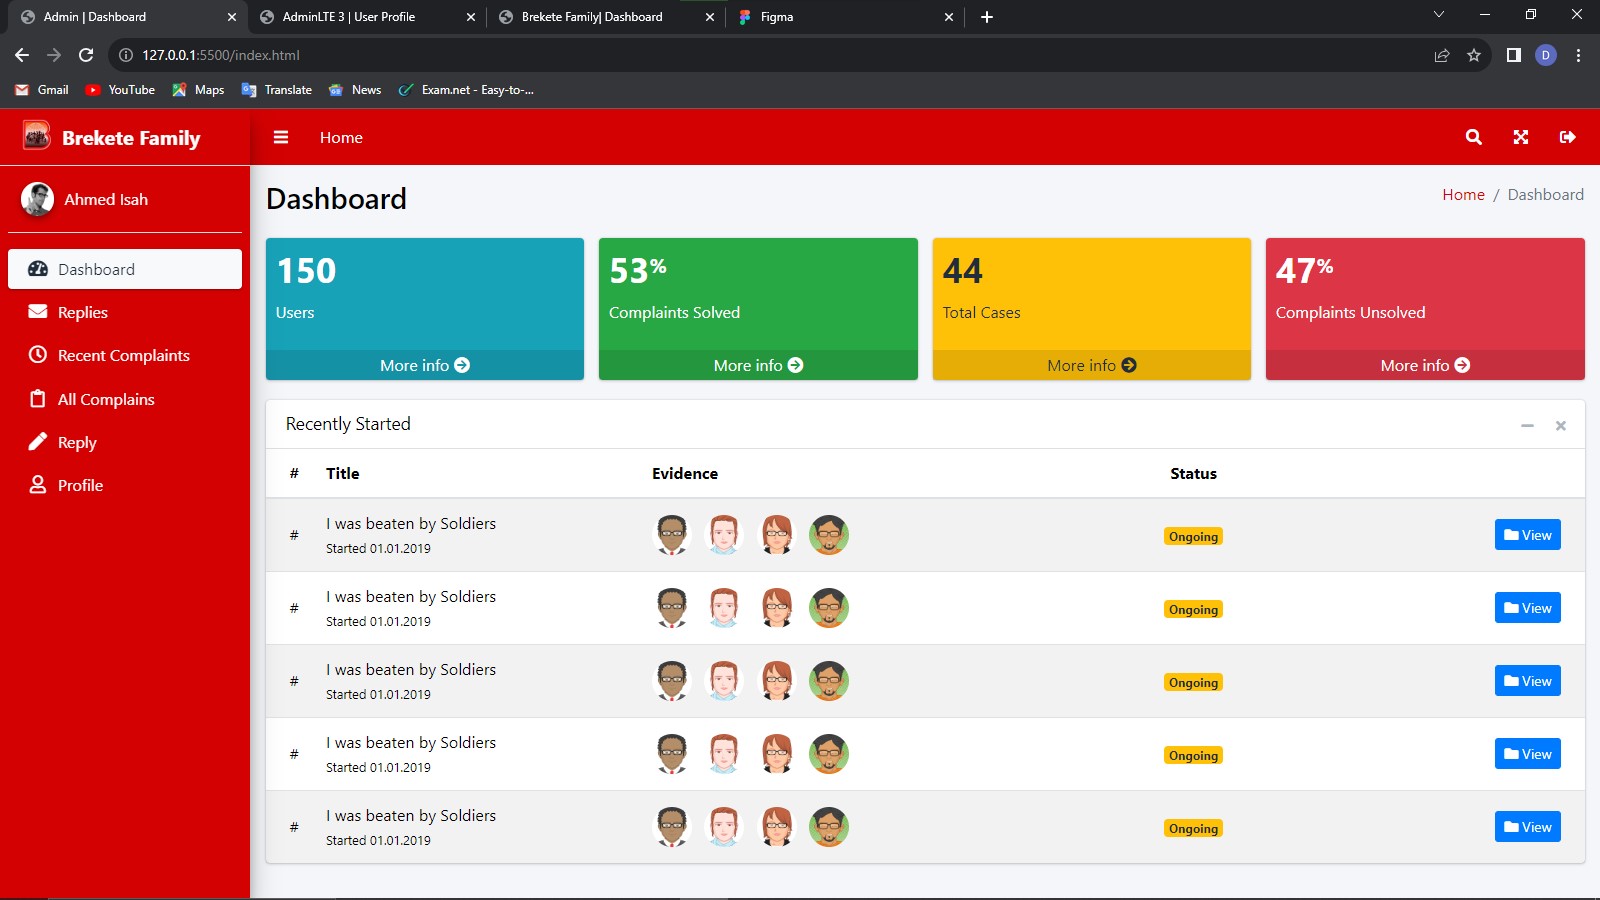 Admin | Dashboard
AdminLTE 3 | User Profile
Brekete Family| Dashboard
Figma
127.0.0.1:5500/index.html
D
Gmail
YouTube
Maps
Translate
News
Exam.net - Easy-to-...
Brekete Family
Home
Ahmed Isah
Dashboard
Replies
Recent Complaints
All Complains
Reply
Profile
Dashboard
Home / Dashboard
150
Users
More info
53%
Complaints Solved
More info
44
Total Cases
More info
47%
Complaints Unsolved
More info
Recently Started
# Title Evidence Status
# I was beaten by Soldiers Ongoing View
Started 01.01.2019
# I was beaten by Soldiers Ongoing View
Started 01.01.2019
# I was beaten by Soldiers Ongoing View
Started 01.01.2019
# I was beaten by Soldiers Ongoing View
Started 01.01.2019
# I was beaten by Soldiers Ongoing View
Started 01.01.2019